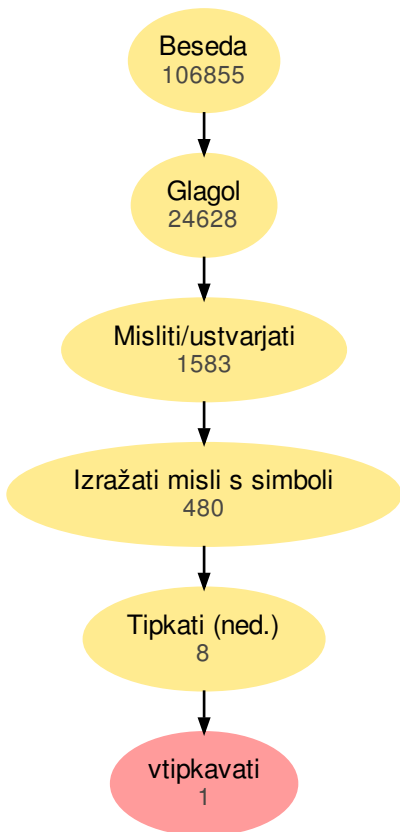 Beseda
106855
Glagol
24628
Misliti/ustvarjati
1583
Izražati misli s simboli
480
Tipkati (ned.)
8
vtipkavati
1